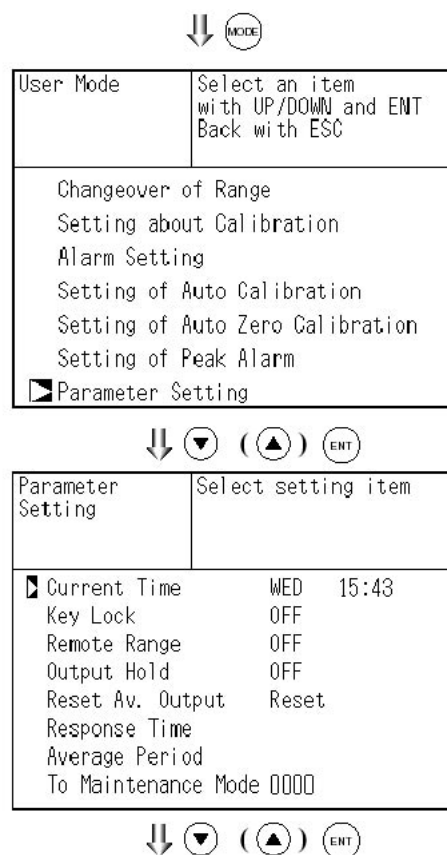 MODE
User Mode
Select an item
with UP/DOWN and ENT
Back with ESC
Changeover of Range
Setting about Calibration
Alarm Setting
Setting of Auto Calibration
Setting of Auto Zero Calibration
Setting of Peak Alarm
Parameter Setting
( ) ENT
Parameter
Setting
Select setting item
Current Time WED 15:43
Key Lock OFF
Remote Range OFF
Output Hold OFF
Reset Av. Output Reset
Response Time
Average Period
To Maintenance Mode 0000
( ) ENT